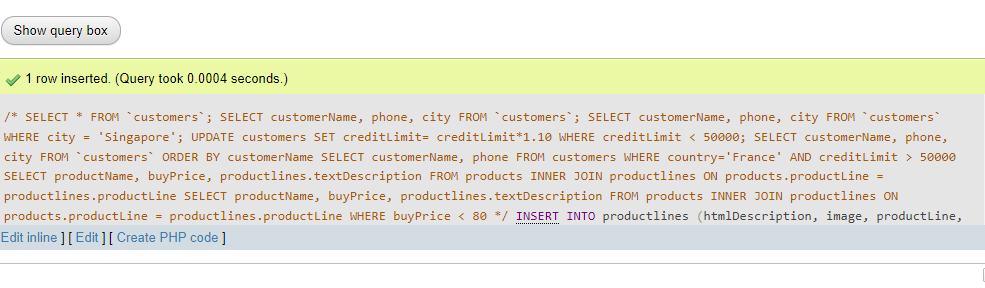 Show query box
1 row inserted. (Query took 0.0004 seconds.)
/* SELECT * FROM `customers`; SELECT customerName, phone, city FROM `customers`; SELECT customerName, phone, city FROM `customers`
WHERE city = 'Singapore'; UPDATE customers SET creditLimit= creditLimit*1.10 WHERE creditLimit < 50000; SELECT customerName, phone,
city FROM `customers` ORDER BY customerName SELECT customerName, phone FROM customers WHERE country='France' AND creditLimit > 50000
SELECT productName, buyPrice, productlines.textDescription FROM products INNER JOIN productlines ON products.productLine =
productlines.productLine SELECT productName, buyPrice, productlines.textDescription FROM products INNER JOIN productlines ON
products.productLine = productlines.productLine WHERE buyPrice < 80 */ INSERT INTO productlines (htmlDescription, image, productLine,
Edit inline ] [ Edit ] [ Create PHP code ]